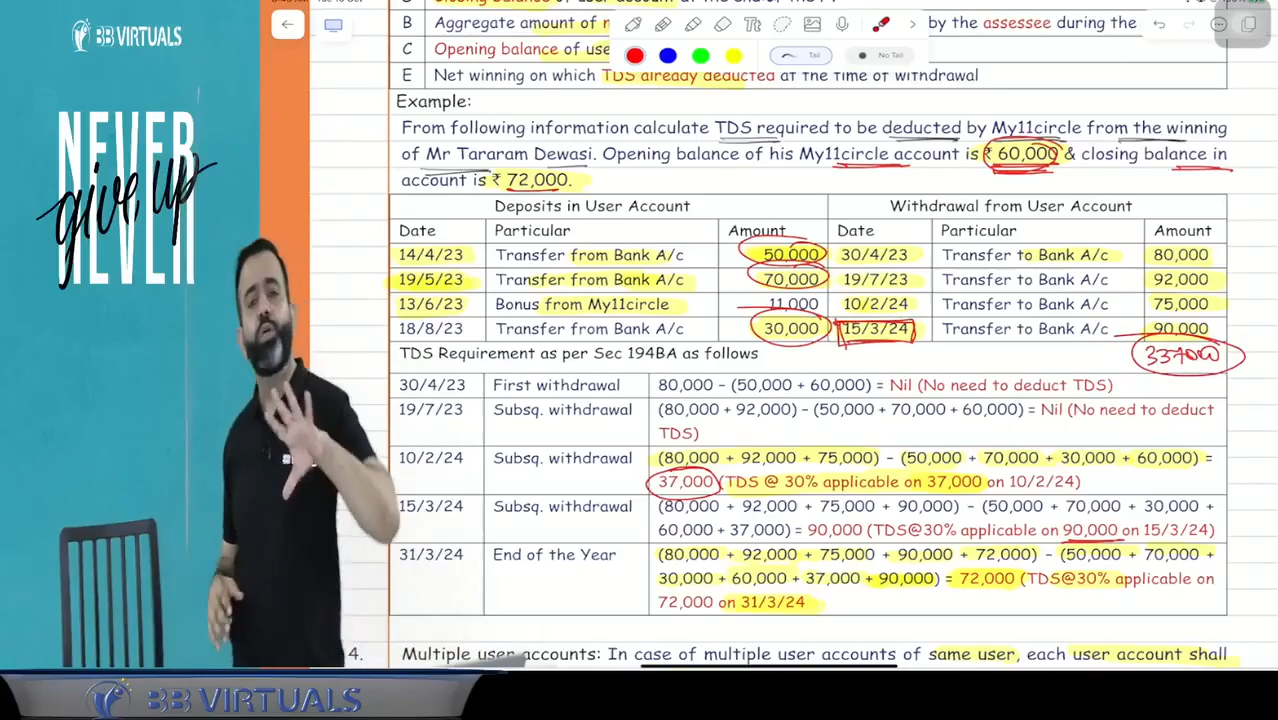 BB VIRTUALS
NEVER
give up
NEVER
B Aggregate amount of by the assessee during the
Tail
No Tail
C Opening balance of use
E Net winning on which TDS already deducted at the time of withdrawal
Example:
From following information calculate TDS required to be deducted by My11circle from the winning
of Mr Tararam Dewasi. Opening balance of his My11circle account is ₹ 60,000 & closing balance in
account is ₹ 72,000.
Deposits in User Account Withdrawal from User Account
Date Particular Amount Date Particular Amount
14/4/23 Transfer from Bank A/c 50,000 30/4/23 Transfer to Bank A/c 80,000
19/5/23 Transfer from Bank A/c 70,000 19/7/23 Transfer to Bank A/c 92,000
13/6/23 Bonus from My11circle 11,000 10/2/24 Transfer to Bank A/c 75,000
18/8/23 Transfer from Bank A/c 30,000 15/3/24 Transfer to Bank A/c 90,000
337000
TDS Requirement as per Sec 194BA as follows
30/4/23 First withdrawal 80,000 – (50,000 + 60,000) = Nil (No need to deduct TDS)
19/7/23 Subsq. withdrawal (80,000 + 92,000) – (50,000 + 70,000 + 60,000) = Nil (No need to deduct
TDS)
10/2/24 Subsq. withdrawal (80,000 + 92,000 + 75,000) – (50,000 + 70,000 + 30,000 + 60,000) =
37,000 (TDS @ 30% applicable on 37,000 on 10/2/24)
15/3/24 Subsq. withdrawal (80,000 + 92,000 + 75,000 + 90,000) – (50,000 + 70,000 + 30,000 +
60,000 + 37,000) = 90,000 (TDS@30% applicable on 90,000 on 15/3/24)
31/3/24 End of the Year (80,000 + 92,000 + 75,000 + 90,000 + 72,000) – (50,000 + 70,000 +
30,000 + 60,000 + 37,000 + 90,000) = 72,000 (TDS@30% applicable on
72,000 on 31/3/24
4. Multiple user accounts: In case of multiple user accounts of same user, each user account shall
BB VIRTUALS